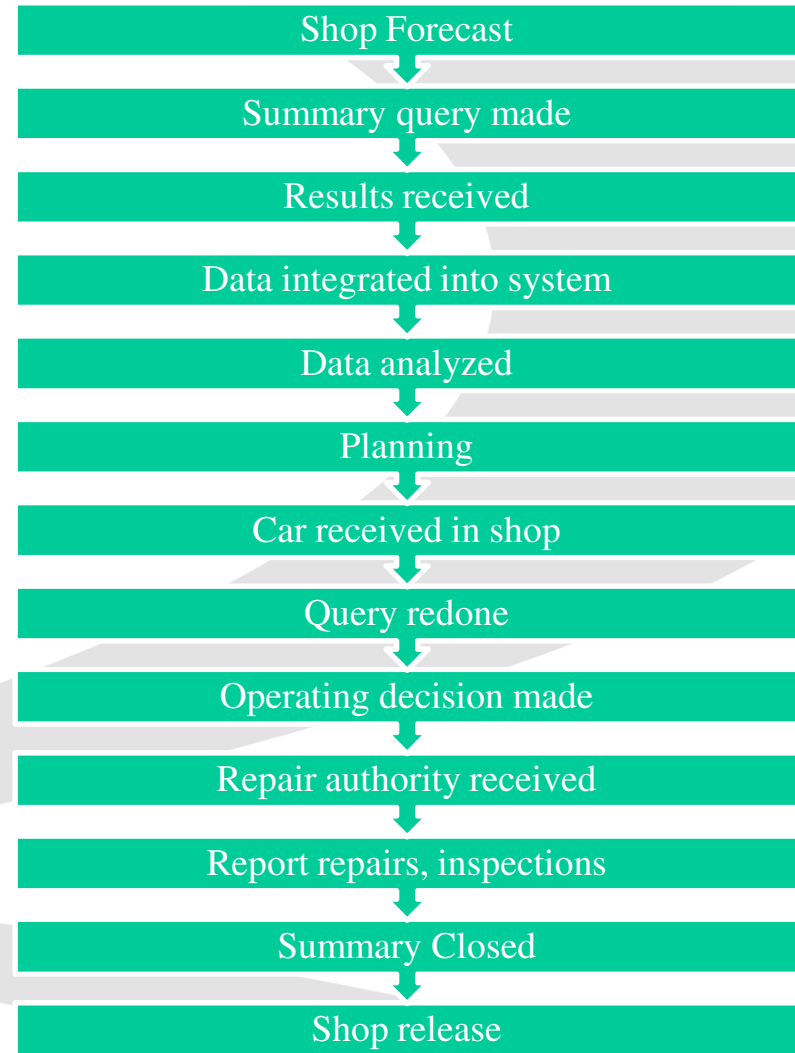 Shop Forecast
Summary query made
Results received
Data integrated into system
Data analyzed
Planning
Car received in shop
Query redone
Operating decision made
Repair authority received
Report repairs, inspections
Summary Closed
Shop release